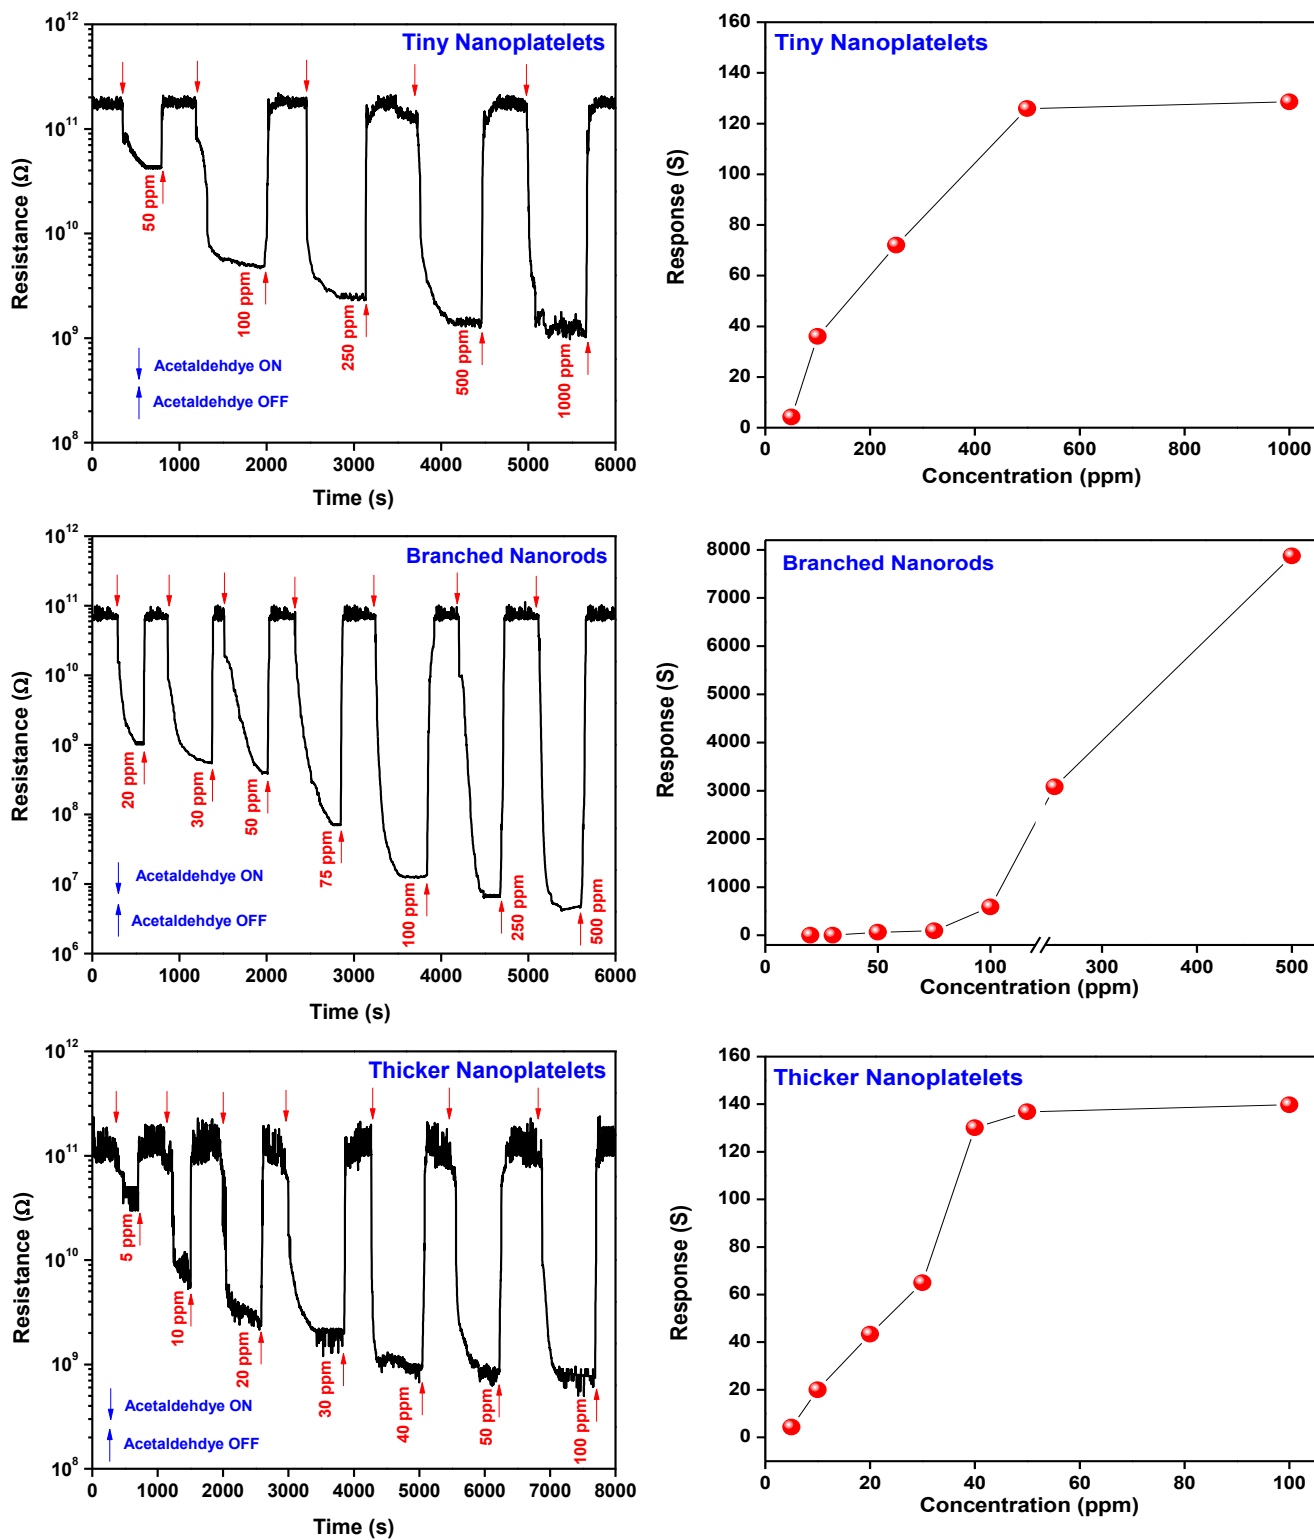 Tiny Nanoplatelets
Resistance (Ω)
10¹²
10¹¹
10¹⁰
10⁹
10⁸
50 ppm
100 ppm
250 ppm
500 ppm
1000 ppm
Acetaldehdye ON
Acetaldehdye OFF
0 1000 2000 3000 4000 5000 6000
Time (s)
Tiny Nanoplatelets
Response (S)
160
140
120
100
80
60
40
20
0
0 200 400 600 800 1000
Concentration (ppm)
Branched Nanorods
Resistance (Ω)
10¹²
10¹¹
10¹⁰
10⁹
10⁸
10⁷
10⁶
20 ppm
30 ppm
50 ppm
75 ppm
100 ppm
250 ppm
500 ppm
Acetaldehdye ON
Acetaldehdye OFF
0 1000 2000 3000 4000 5000 6000
Time (s)
Branched Nanorods
Response (S)
8000
7000
6000
5000
4000
3000
2000
1000
0
0 50 100 300 400 500
Concentration (ppm)
Thicker Nanoplatelets
Resistance (Ω)
10¹²
10¹¹
10¹⁰
10⁹
10⁸
5 ppm
10 ppm
20 ppm
30 ppm
40 ppm
50 ppm
100 ppm
Acetaldehdye ON
Acetaldehdye OFF
0 1000 2000 3000 4000 5000 6000 7000 8000
Time (s)
Thicker Nanoplatelets
Response (S)
160
140
120
100
80
60
40
20
0
0 20 40 60 80 100
Concentration (ppm)